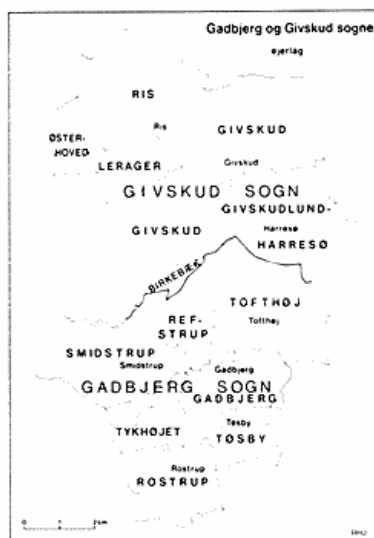 Gadbjerg og Givskud sogne
ejerlag
RIS
Ris
GIVSKUD
ØSTER-
HOVED
LERAGER
Givskud
GIVSKUD SOGN
GIVSKUDLUND-
GIVSKUD
Harresø
HARRESØ
BIRKEBÆK
TOFTHØJ
REF-
STRUP
Tofthøj
SMIDSTRUP
Smidstrup
Gadbjerg
GADBJERG SOGN
GADBJERG
TYKHØJET
Tøsby
TØSBY
Rostrup
ROSTRUP
0 1 2km